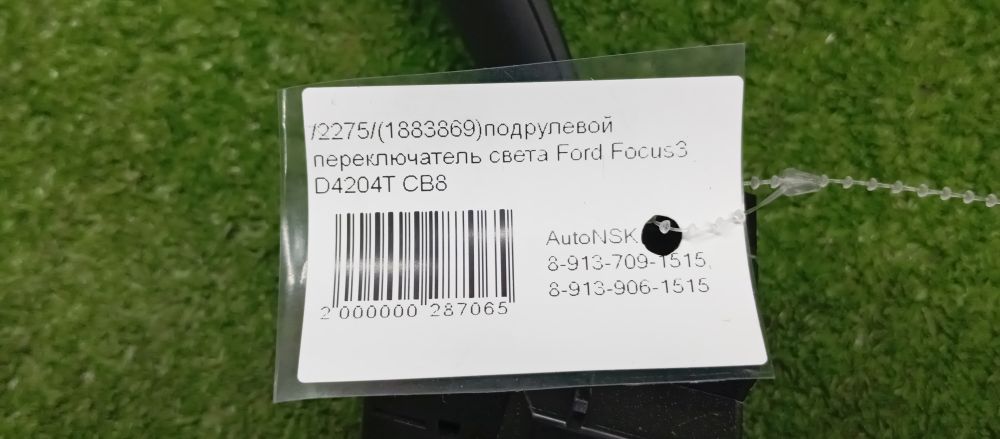 /2275/(1883869)подрулевой
переключатель света Ford Focus3
D4204T CB8
AutoNSK
8-913-709-1515,
8-913-906-1515
2 000000 287065